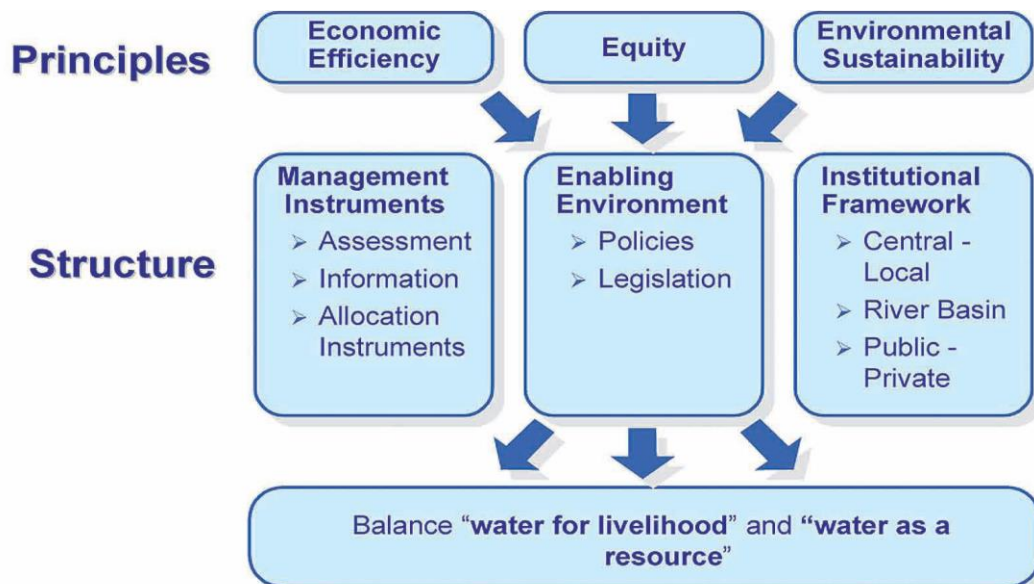 Principles
Economic
Efficiency
Equity
Environmental
Sustainability
Structure
Management
Instruments
➢ Assessment
➢ Information
➢ Allocation
Instruments
Enabling
Environment
➢ Policies
➢ Legislation
Institutional
Framework
➢ Central -
Local
➢ River Basin
➢ Public -
Private
Balance “water for livelihood” and “water as a
resource”